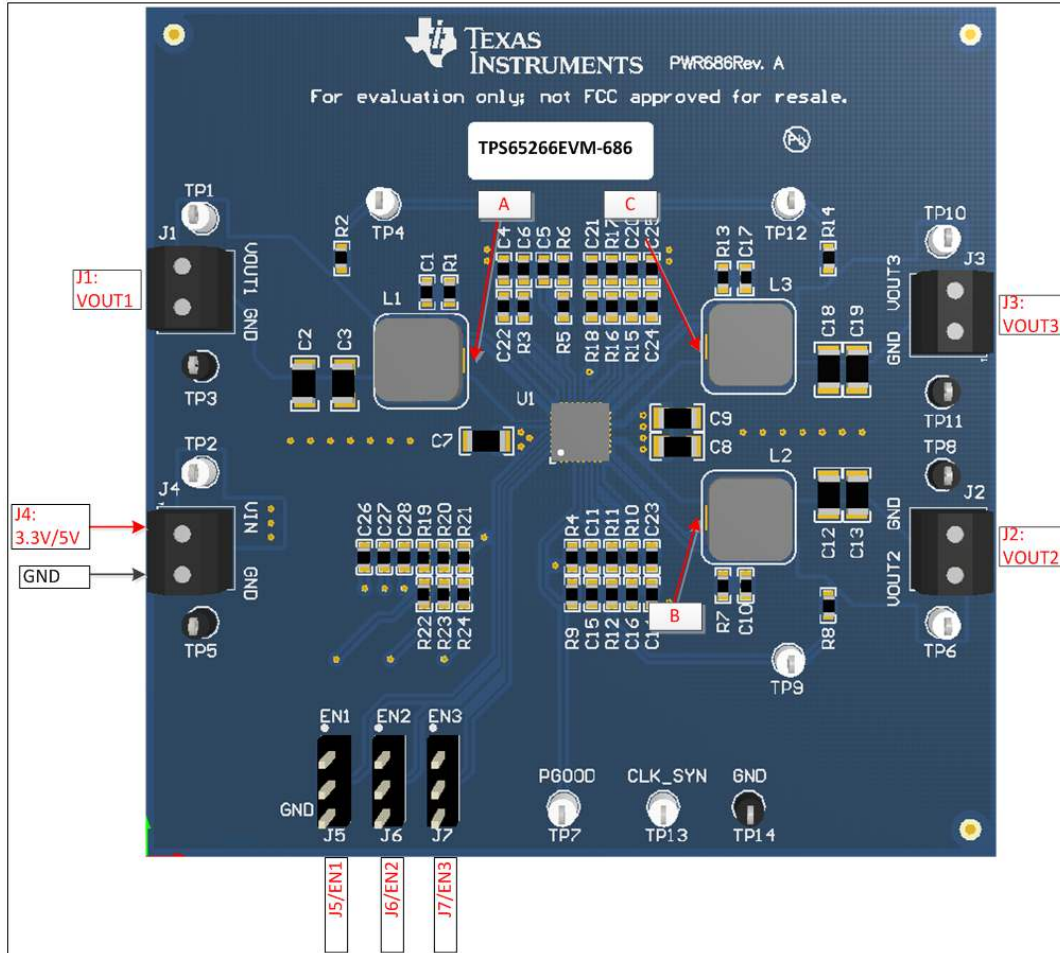 TEXAS
INSTRUMENTS
PWR686Rev. A
For evaluation only; not FCC approved for resale.
TPS65266EVM-686
Pb
TP1
J1
VOUT1
GND
J1:
VOUT1
TP3
R2
TP4
A
C
C1
R1
L1
C2
C3
C4
C6
C5
R6
C21
R17
C20
C25
C22
R3
R5
R18
R16
R15
C24
TP12
R14
R13
C17
L3
C18
C19
TP10
J3
VOUT3
GND
J3:
VOUT3
TP11
U1
C7
C9
C8
TP2
J4
VIN
GND
J4:
3.3V/5V
GND
TP5
L2
TP8
J2
GND
VOUT2
J2:
VOUT2
TP6
C12
C13
C26
C27
C28
R19
R20
R21
R22
R23
R24
R4
C11
R11
R10
C23
R9
C15
R12
C16
B
R7
C10
R8
TP9
EN1
EN2
EN3
GND
J5
J6
J7
PGOOD
CLK_SYN
GND
TP7
TP13
TP14
J5/EN1
J6/EN2
J7/EN3